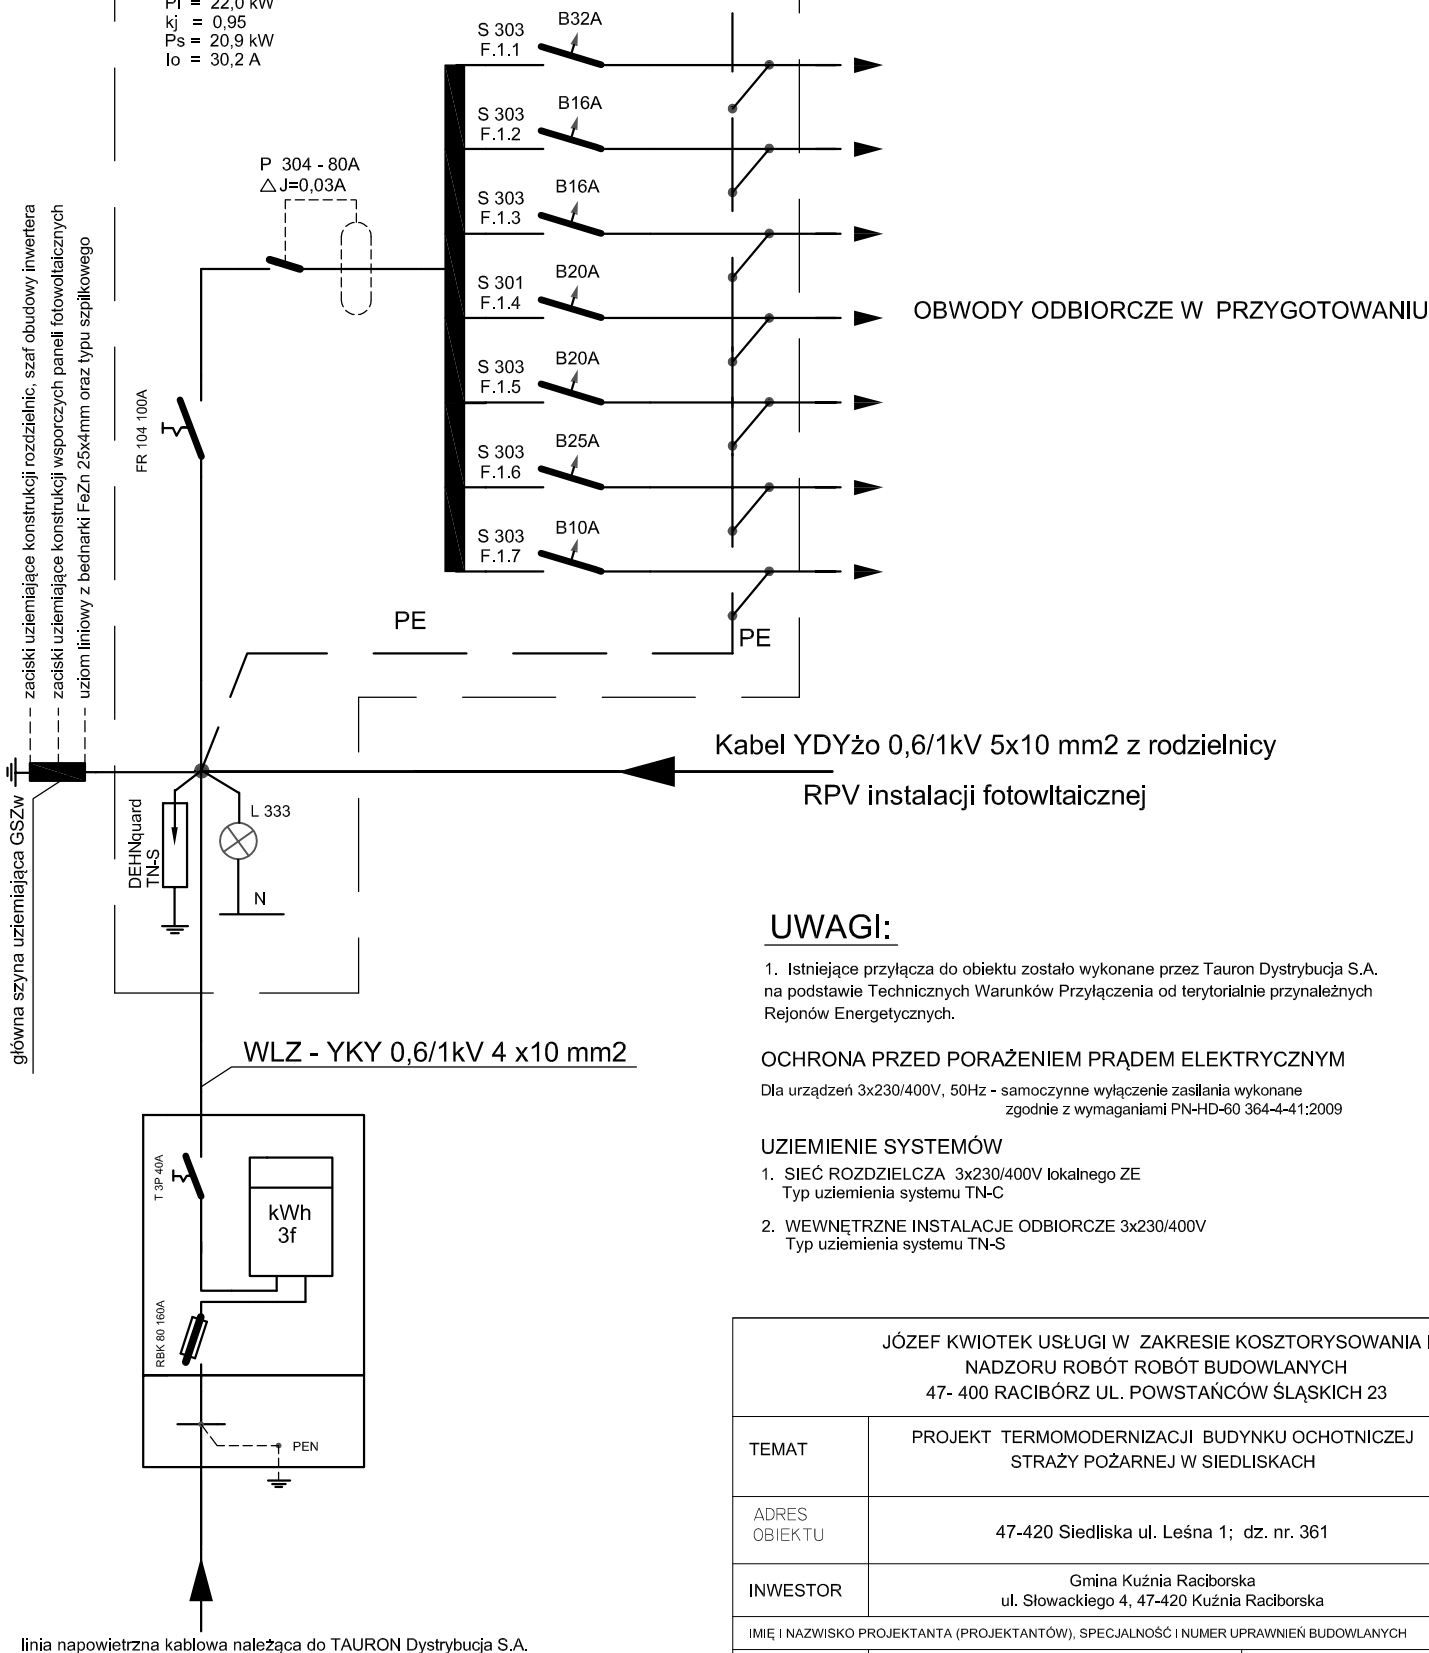 Pi = 22,0 kW
kj = 0,95
Ps = 20,9 kW
Io = 30,2 A
S 303
F.1.1
B32A
S 303
F.1.2
B16A
S 303
F.1.3
B16A
S 301
F.1.4
B20A
S 303
F.1.5
B20A
S 303
F.1.6
B25A
S 303
F.1.7
B10A
P 304 - 80A
△J=0,03A
OBWODY ODBIORCZE W PRZYGOTOWANIU
FR 104 100A
zaciski uziemiające konstrukcji rozdzielnic, szaf obudowy inwertera
zaciski uziemiające konstrukcji wsporczych paneli fotowoltaicznych
uziom liniowy z bednarki FeZn 25x4mm oraz typu szpilkowego
PE
PE
Kabel YDYżo 0,6/1kV 5x10 mm2 z rodzielnicy
RPV instalacji fotowltaicznej
główna szyna uziemiająca GSZw
DEHNquard
TN-S
L 333
N
WLZ - YKY 0,6/1kV 4 x10 mm2
T 3P 40A
kWh
3f
RBK 80 160A
PEN
linia napowietrzna kablowa należąca do TAURON Dystrybucja S.A.
UWAGI:
1. Istniejące przyłącza do obiektu zostało wykonane przez Tauron Dystrybucja S.A.
na podstawie Technicznych Warunków Przyłączenia od terytorialnie przynależnych
Rejonów Energetycznych.
OCHRONA PRZED PORAŻENIEM PRĄDEM ELEKTRYCZNYM
Dla urządzeń 3x230/400V, 50Hz - samoczynne wyłączenie zasilania wykonane
zgodnie z wymaganiami PN-HD-60 364-4-41:2009
UZIEMIENIE SYSTEMÓW
1. SIEĆ ROZDZIELCZA 3x230/400V lokalnego ZE
Typ uziemienia systemu TN-C
2. WEWNĘTRZNE INSTALACJE ODBIORCZE 3x230/400V
Typ uziemienia systemu TN-S
JÓZEF KWIOTEK USŁUGI W ZAKRESIE KOSZTORYSOWANIA I
NADZORU ROBÓT ROBÓT BUDOWLANYCH
47- 400 RACIBÓRZ UL. POWSTAŃCÓW ŚLĄSKICH 23
TEMAT
PROJEKT TERMOMODERNIZACJI BUDYNKU OCHOTNICZEJ
STRAŻY POŻARNEJ W SIEDLISKACH
ADRES
OBIEKTU
47-420 Siedliska ul. Leśna 1; dz. nr. 361
INWESTOR
Gmina Kuźnia Raciborska
ul. Słowackiego 4, 47-420 Kuźnia Raciborska
IMIĘ I NAZWISKO PROJEKTANTA (PROJEKTANTÓW), SPECJALNOŚĆ I NUMER UPRAWNIEŃ BUDOWLANYCH